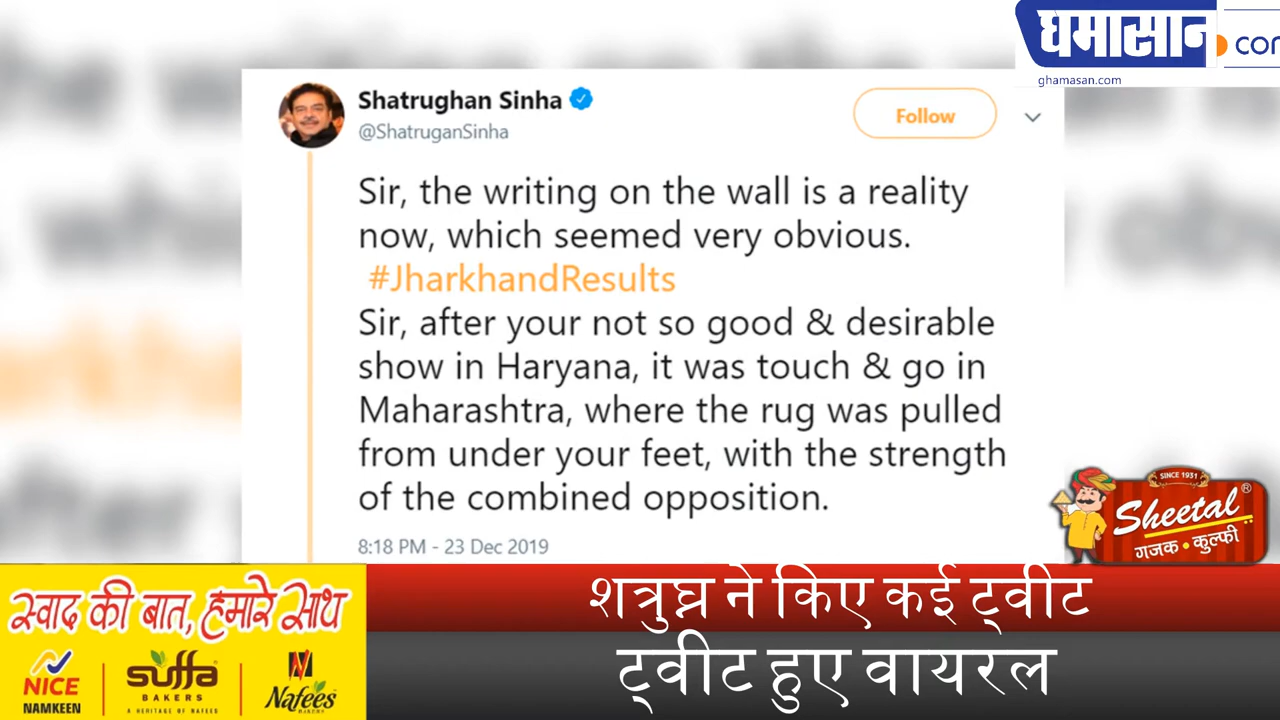 घमासान
com
ghamasan.com
Shatrughan Sinha
@ShatruganSinha
Follow
Sir, the writing on the wall is a reality
now, which seemed very obvious.
#JharkhandResults
Sir, after your not so good & desirable
show in Haryana, it was touch & go in
Maharashtra, where the rug was pulled
from under your feet, with the strength
of the combined opposition.
8:18 PM - 23 Dec 2019
SINCE 1931
Sheetal®
गजक • कुल्फी
स्वाद की बात, हमारे साथ
NICE
NAMKEEN
suffa
BAKERS
A HERITAGE OF NAFEES
N
Nafees
BAKERS
शत्रुघ्न ने किए कई ट्वीट
ट्वीट हुए वायरल